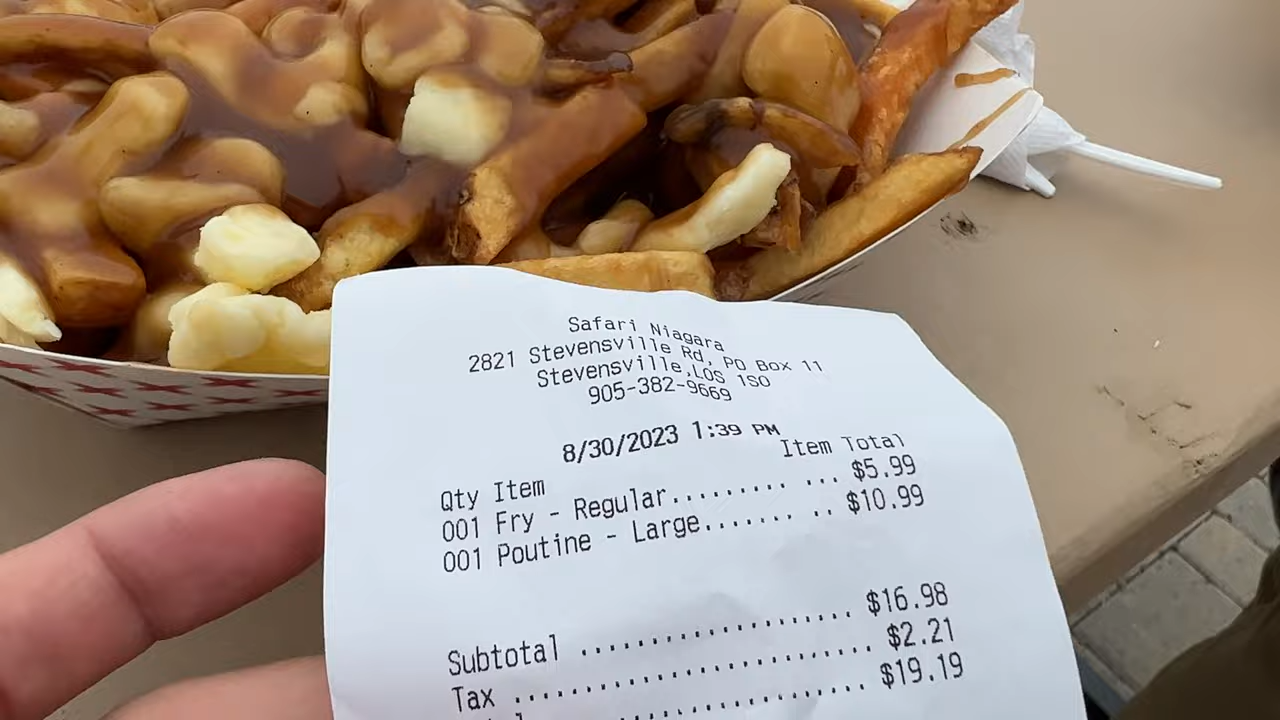 Safari Niagara
2821 Stevensville Rd, PO Box 11
Stevensville,LOS 1SO
905-382-9669
8/30/2023 1:39 PM
Item Total
Qty Item
001 Fry - Regular......... ... $5.99
001 Poutine - Large....... .. $10.99
Subtotal .................... $16.98
Tax .......................... $2.21
.................. $19.19